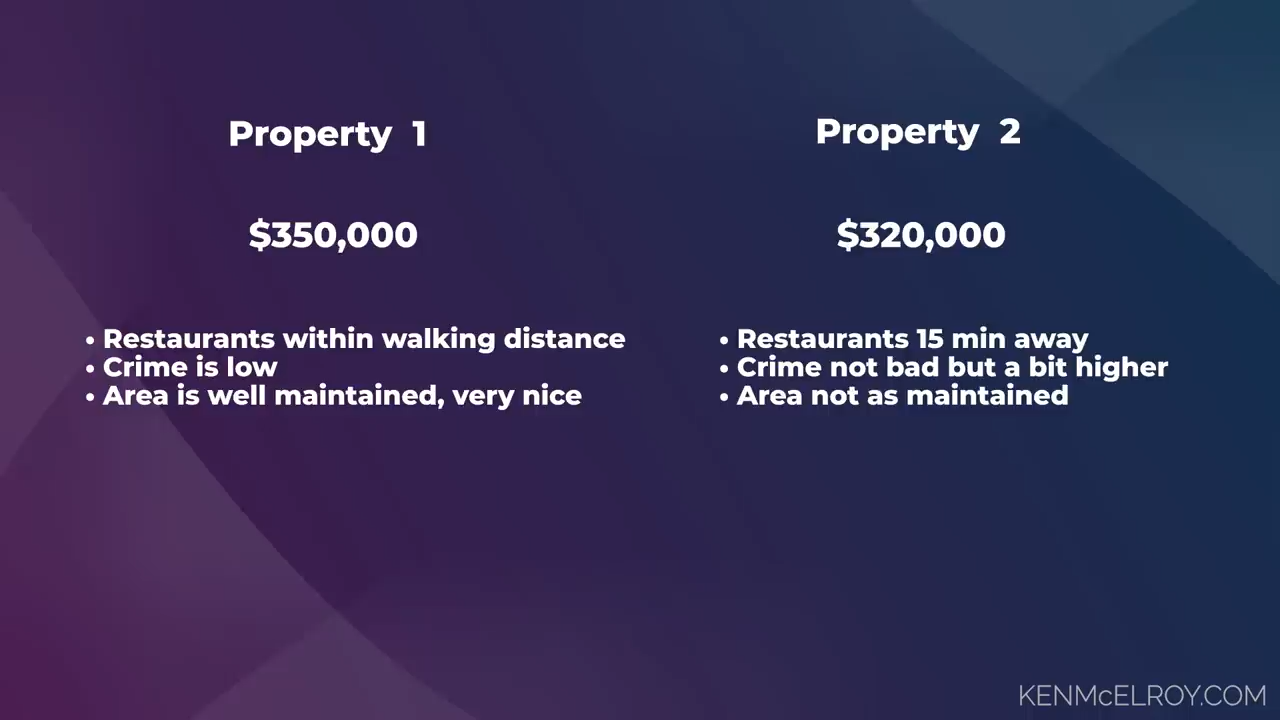 Property 1
$350,000
• Restaurants within walking distance
• Crime is low
• Area is well maintained, very nice
Property 2
$320,000
• Restaurants 15 min away
• Crime not bad but a bit higher
• Area not as maintained
KENMcELROY.COM